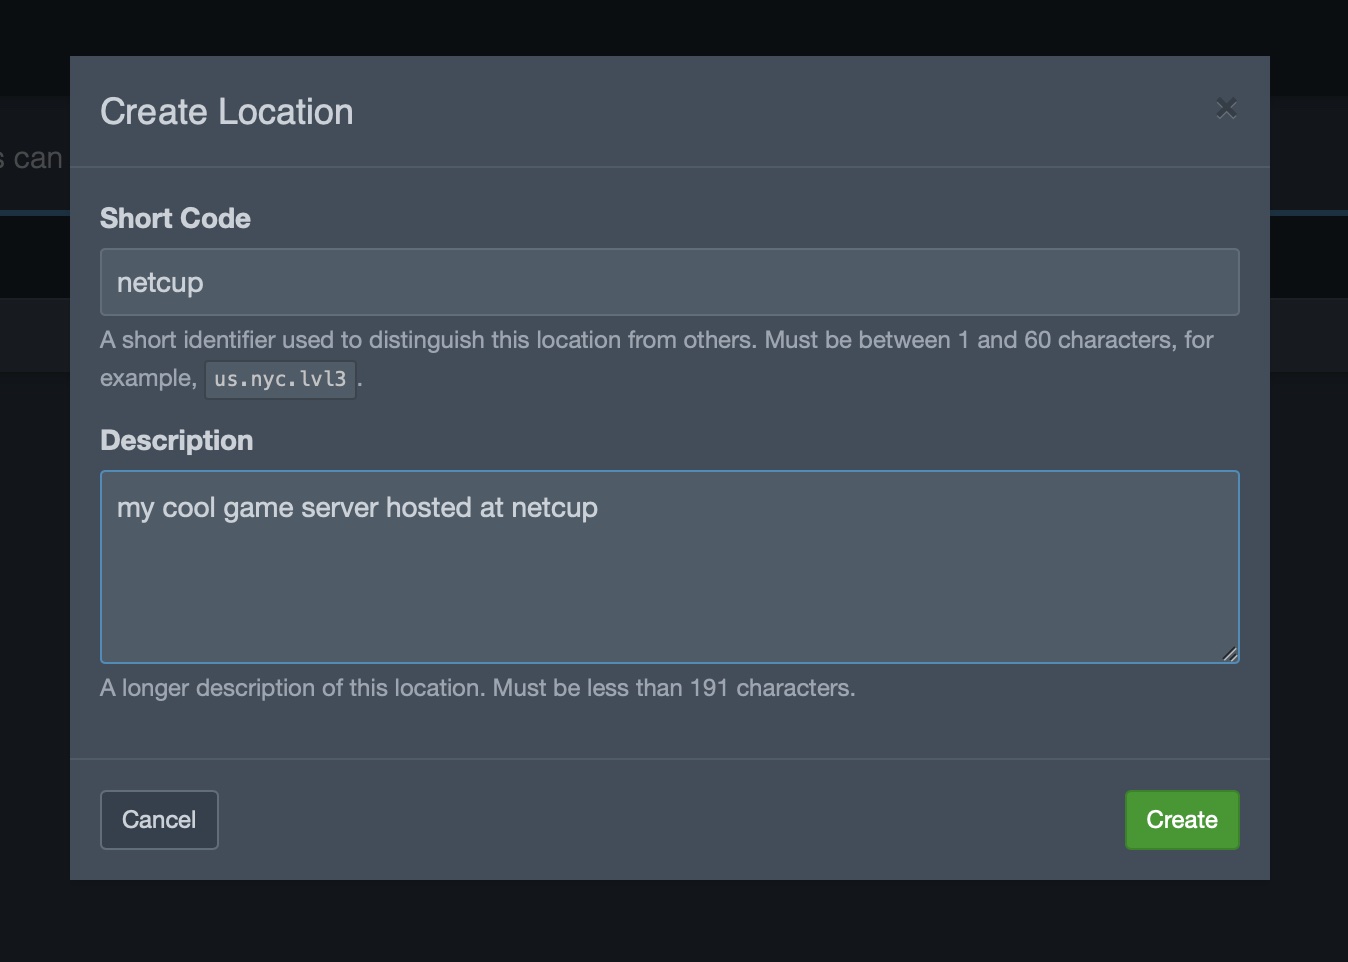 Create Location
can
Short Code
netcup
A short identifier used to distinguish this location from others. Must be between 1 and 60 characters, for
example, us.nyc.lvl3 .
Description
my cool game server hosted at netcup
A longer description of this location. Must be less than 191 characters.
Cancel
Create